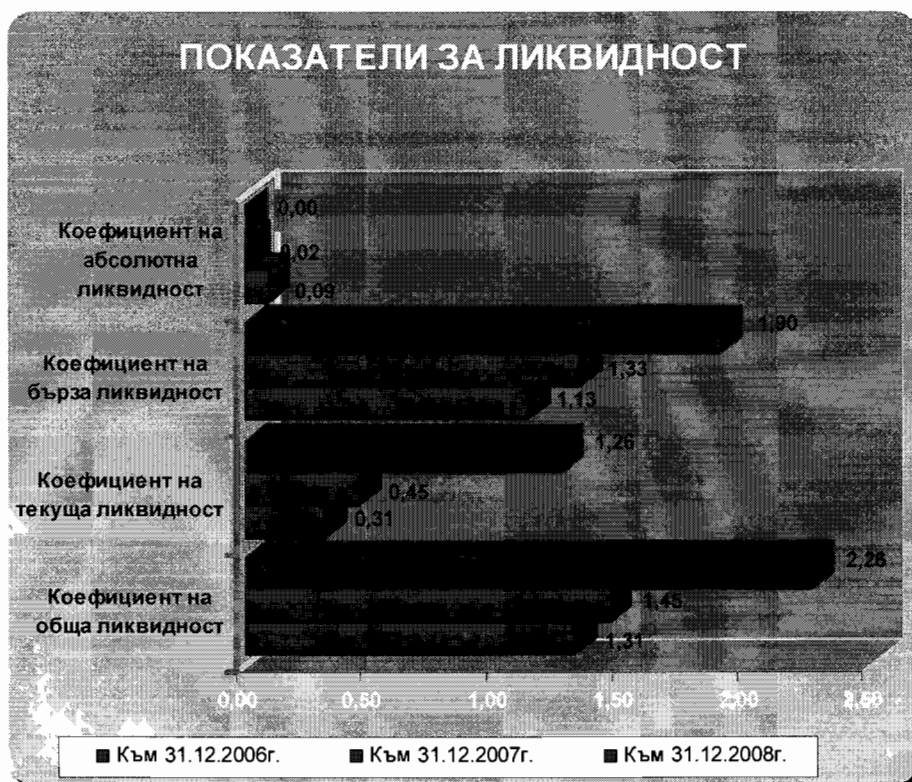 ПОКАЗАТЕЛИ ЗА ЛИКВИДНОСТ
Коефициент на
абсолютна
ликвидност
0,00
0,02
0,09
Коефициент на
бърза ликвидност
1,90
1,33
1,13
Коефициент на
текуща ликвидност
1,26
0,45
0,31
Коефициент на
обща ликвидност
2,26
1,45
1,31
0,00 0,50 1,00 1,50 2,00 2,50
Към 31.12.2006г. Към 31.12.2007г. Към 31.12.2008г.